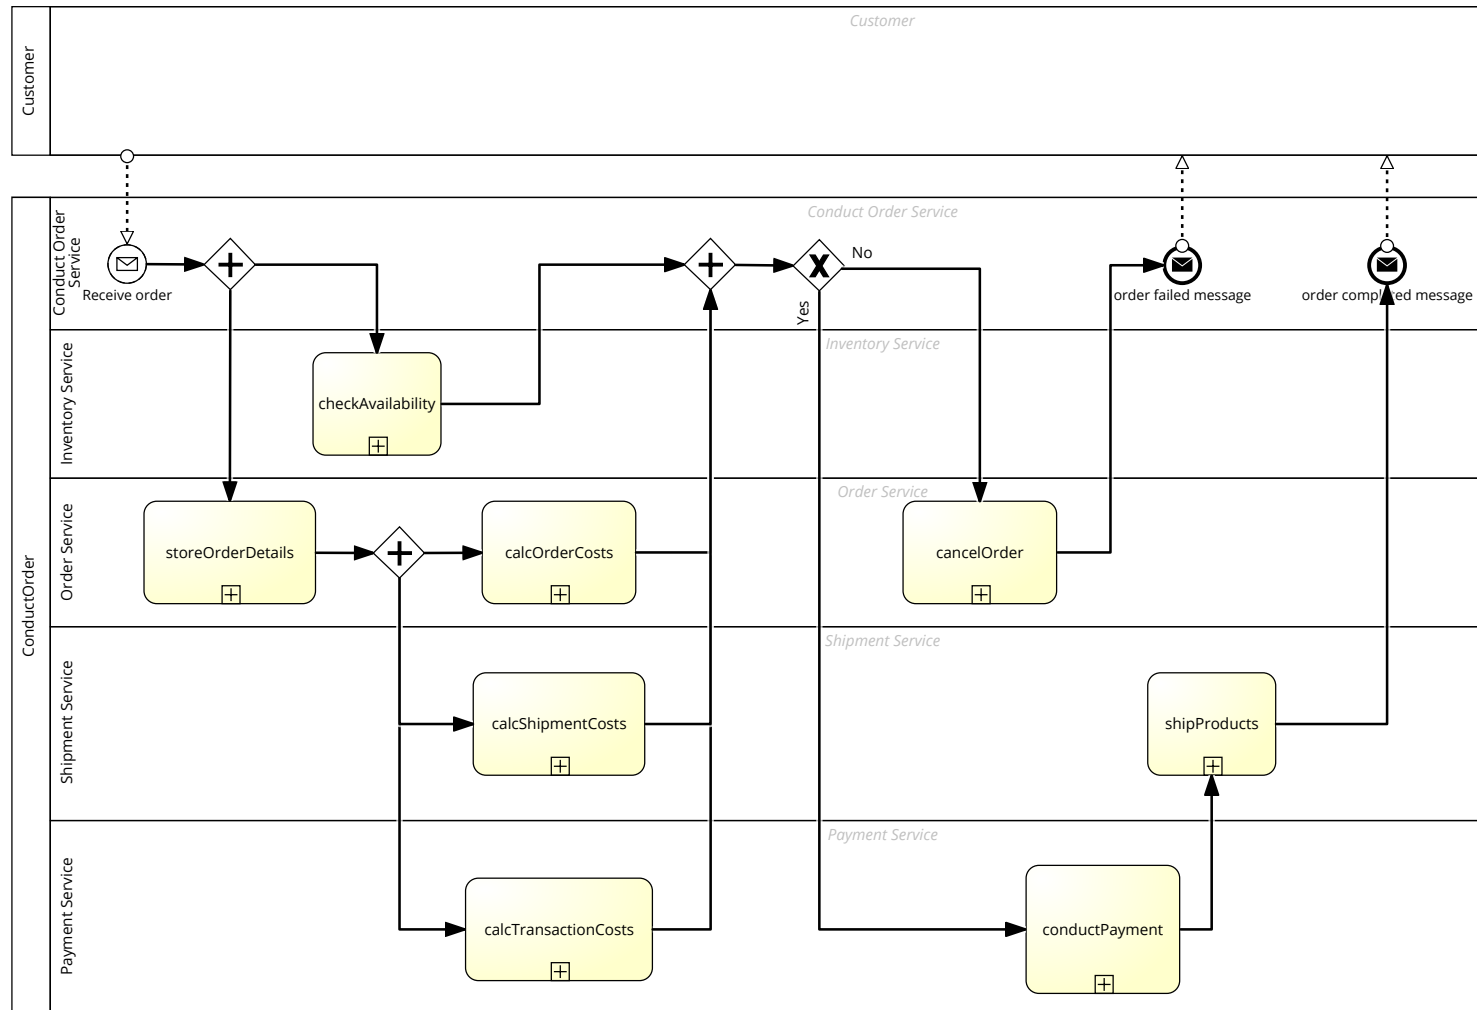 Customer
Customer
Conduct Order Service
Conduct Order
Service
Receive order
No
Yes
order failed message
order completed message
Inventory Service
Inventory Service
checkAvailability
Order Service
Order Service
storeOrderDetails
calcOrderCosts
cancelOrder
ConductOrder
Shipment Service
Shipment Service
calcShipmentCosts
shipProducts
Payment Service
Payment Service
calcTransactionCosts
conductPayment